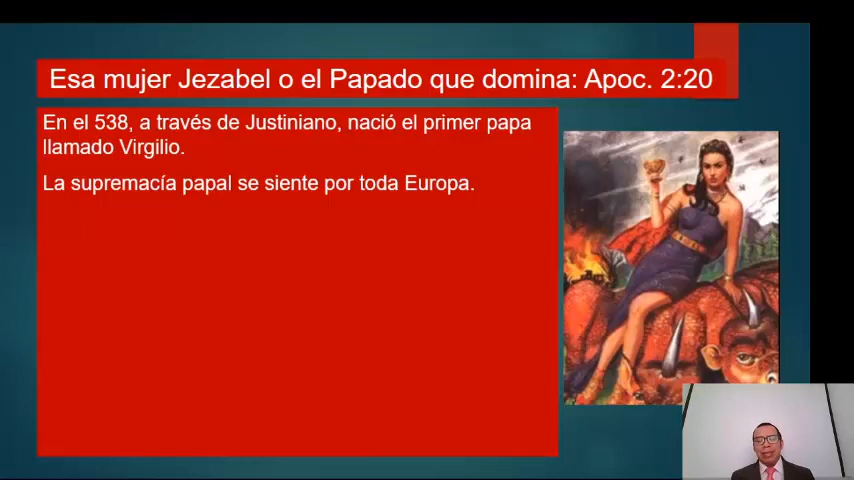 Esa mujer Jezabel o el Papado que domina: Apoc. 2:20
En el 538, a través de Justiniano, nació el primer papa
llamado Virgilio.
La supremacía papal se siente por toda Europa.